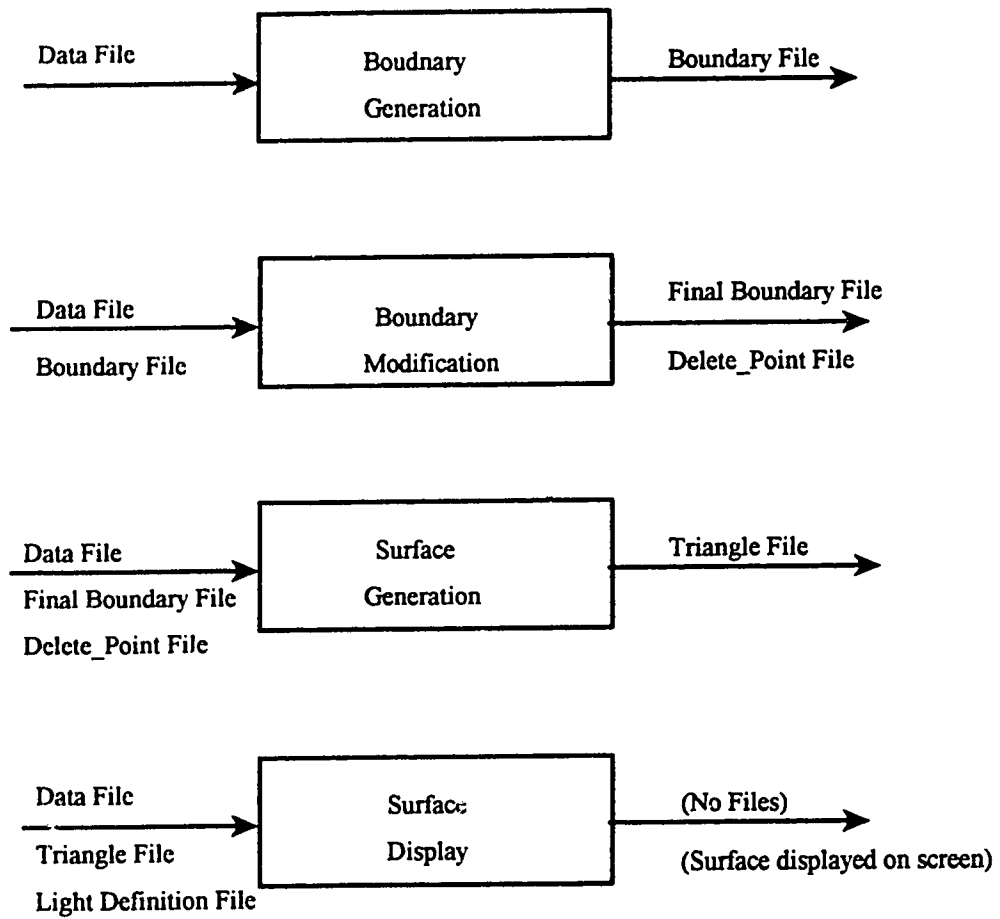 Data File
Boudnary
Generation
Boundary File
Data File
Boundary File
Boundary
Modification
Final Boundary File
Delete_Point File
Data File
Final Boundary File
Delete_Point File
Surface
Generation
Triangle File
Data File
Triangle File
Light Definition File
Surface
Display
(No Files)
(Surface displayed on screen)